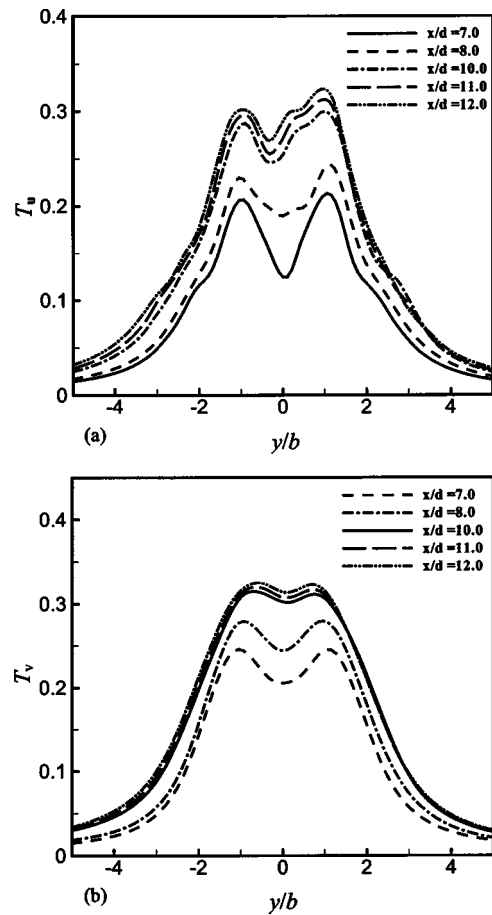 0.4
0.3
0.2
0.1
0
-4
-2
0
2
4
T_u
y/b
(a)
x/d =7.0
x/d =8.0
x/d =10.0
x/d =11.0
x/d =12.0
0.4
0.3
0.2
0.1
0
-4
-2
0
2
4
T_v
y/b
(b)
x/d =7.0
x/d =8.0
x/d =10.0
x/d =11.0
x/d =12.0